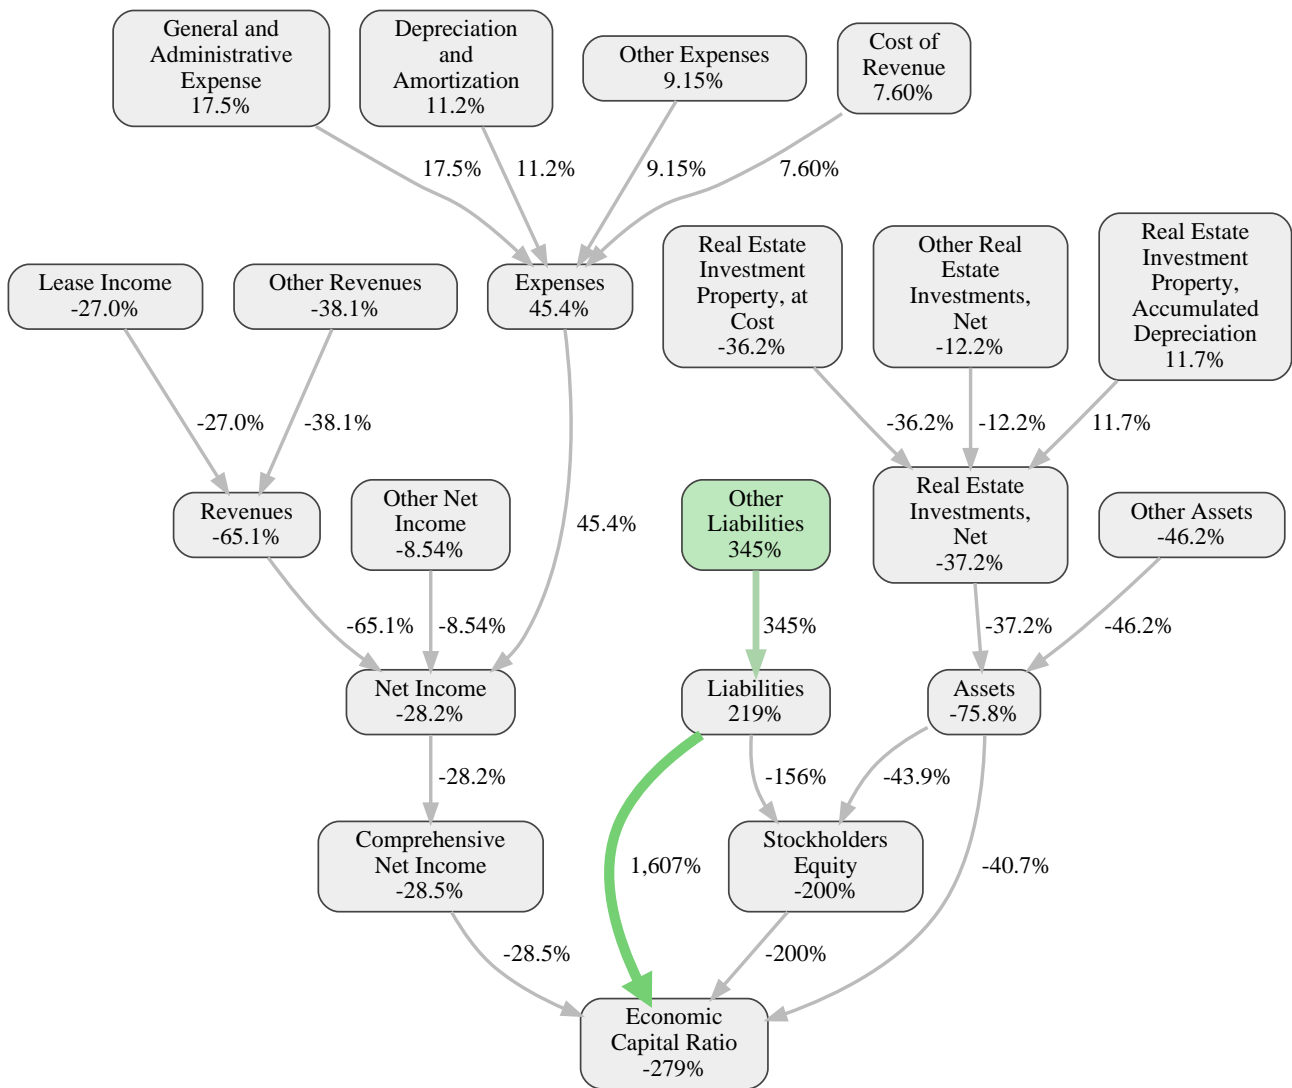 General and
Administrative
Expense
17.5%
Depreciation
and
Amortization
11.2%
Other Expenses
9.15%
Cost of
Revenue
7.60%
17.5%
11.2%
9.15%
7.60%
Lease Income
-27.0%
Other Revenues
-38.1%
Expenses
45.4%
Real Estate
Investment
Property, at
Cost
-36.2%
Other Real
Estate
Investments,
Net
-12.2%
Real Estate
Investment
Property,
Accumulated
Depreciation
11.7%
-27.0%
-38.1%
-36.2%
-12.2%
11.7%
Revenues
-65.1%
Other Net
Income
-8.54%
45.4%
Other
Liabilities
345%
Real Estate
Investments,
Net
-37.2%
Other Assets
-46.2%
-65.1%
-8.54%
345%
-37.2%
-46.2%
Net Income
-28.2%
Liabilities
219%
Assets
-75.8%
-28.2%
-156%
-43.9%
Comprehensive
Net Income
-28.5%
1,607%
Stockholders
Equity
-200%
-40.7%
-28.5%
-200%
Economic
Capital Ratio
-279%